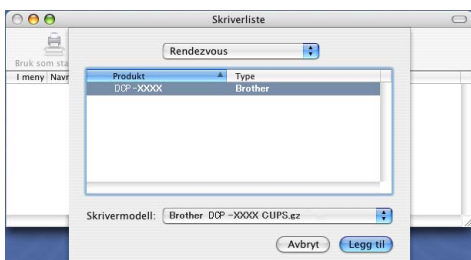 Skriverliste
Rendezvous
Bruk som sta
I meny Navn
Produkt Type
DCP-XXXX Brother
Skrivermodell: Brother DCP-XXXX CUPS.gz
Avbryt Legg til